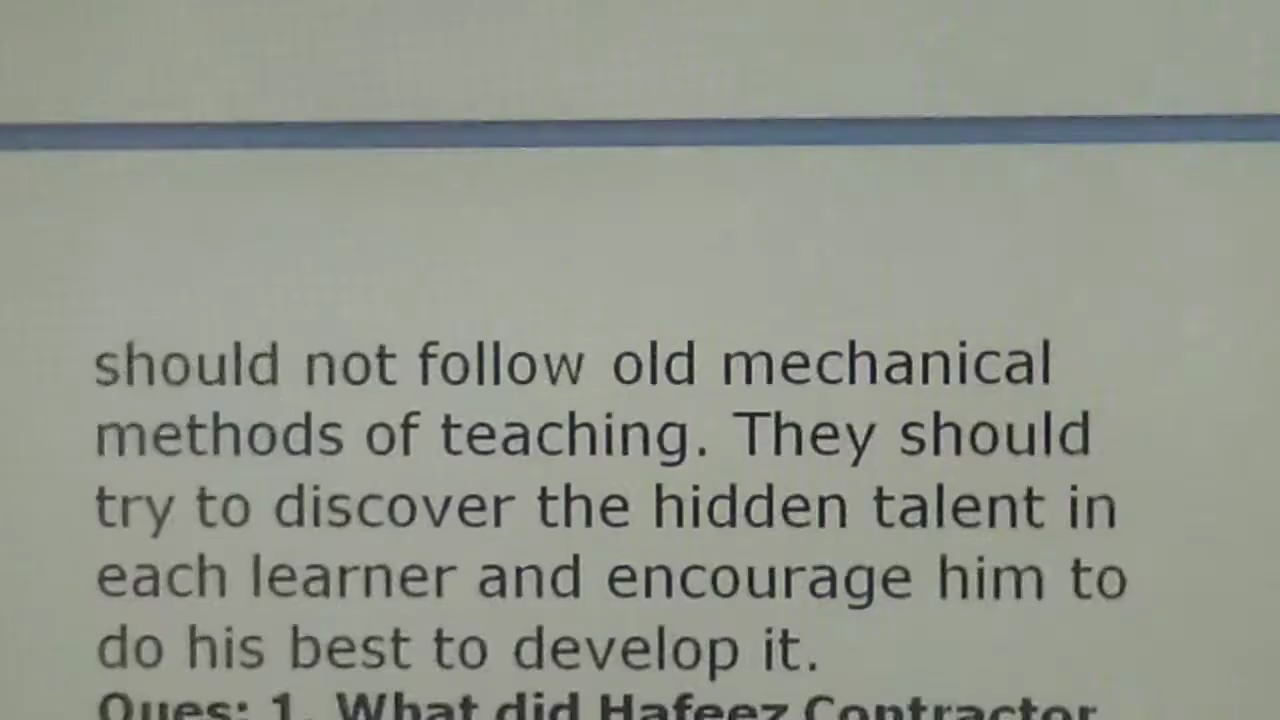 should not follow old mechanical
methods of teaching. They should
try to discover the hidden talent in
each learner and encourage him to
do his best to develop it.
Ques: 1. What did Hafeez Contractor